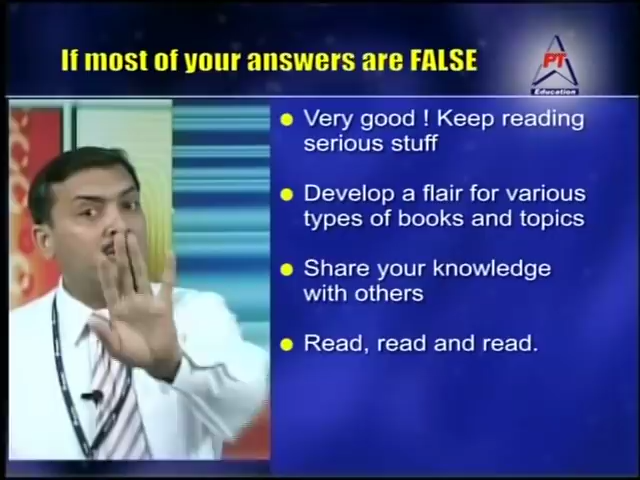 If most of your answers are FALSE
PT
Education
Very good ! Keep reading
serious stuff
Develop a flair for various
types of books and topics
Share your knowledge
with others
Read, read and read.